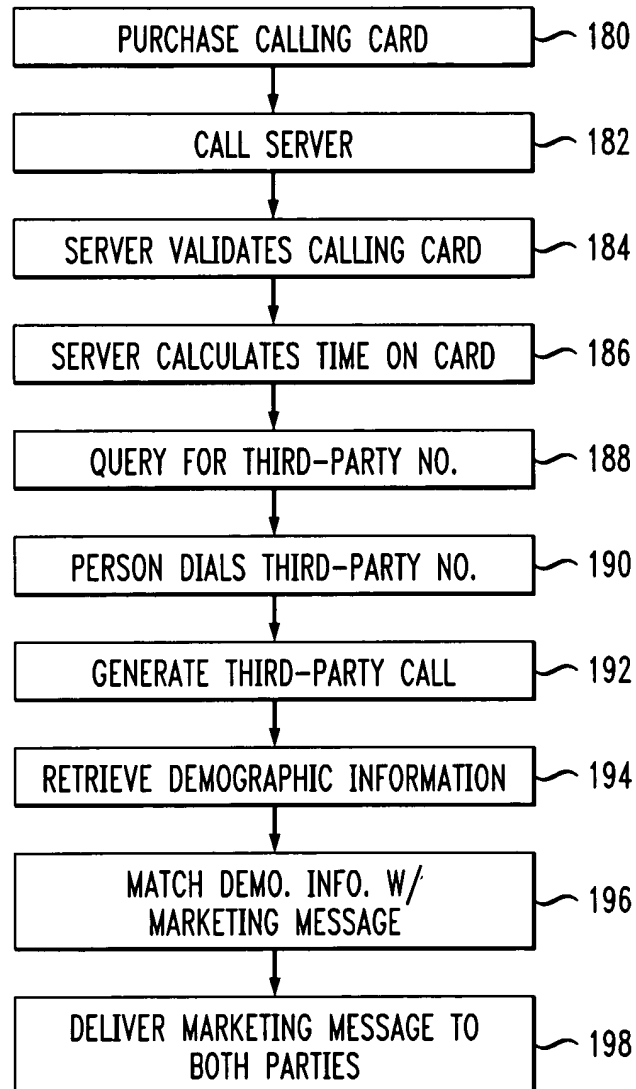 PURCHASE CALLING CARD 180
CALL SERVER 182
SERVER VALIDATES CALLING CARD 184
SERVER CALCULATES TIME ON CARD 186
QUERY FOR THIRD-PARTY NO. 188
PERSON DIALS THIRD-PARTY NO. 190
GENERATE THIRD-PARTY CALL 192
RETRIEVE DEMOGRAPHIC INFORMATION 194
MATCH DEMO. INFO. W/
MARKETING MESSAGE 196
DELIVER MARKETING MESSAGE TO
BOTH PARTIES 198